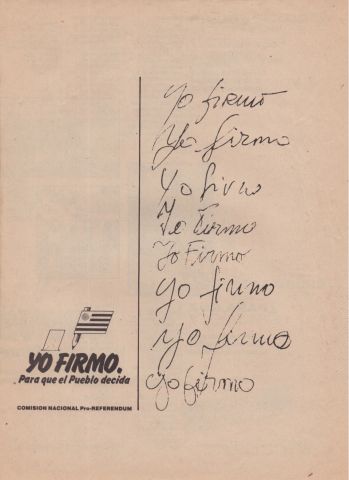 Yo firmo
Yo firmo
Yo firmo
Yo Firmo
Yo Firmo
yo firmo
yo firmo
yo firmo
YO FIRMO.
Para que el Pueblo decida
COMISION NACIONAL Pro-REFERENDUM